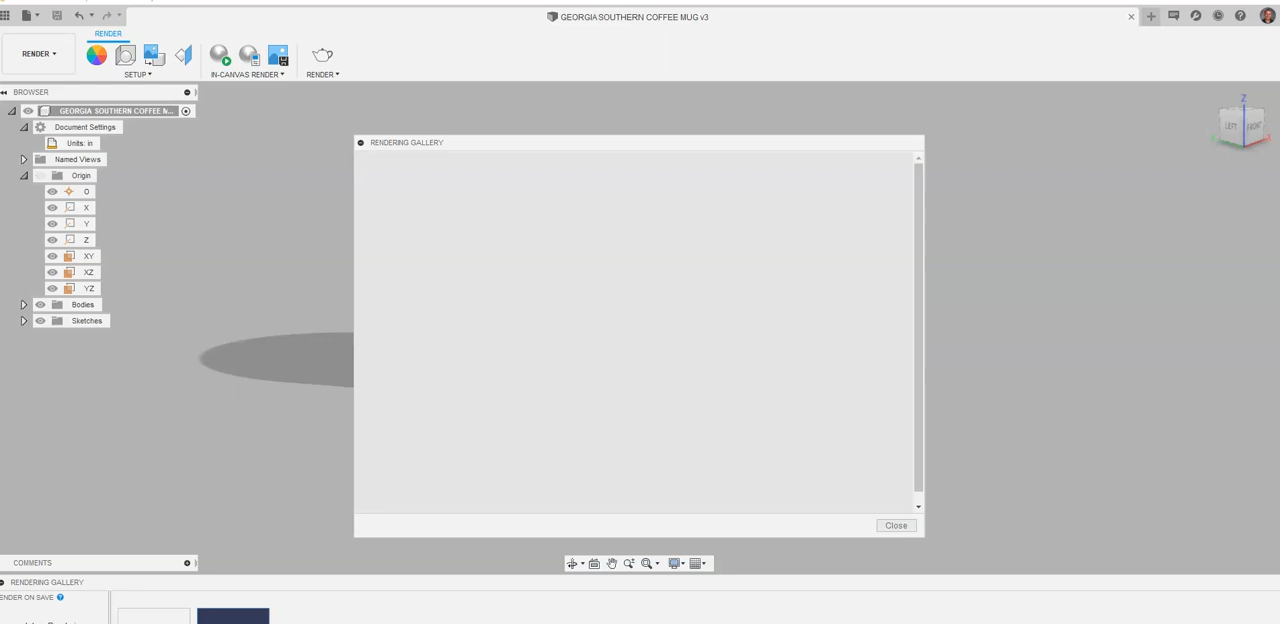 GEORGIA SOUTHERN COFFEE MUG v3
RENDER
RENDER
SETUP
IN-CANVAS RENDER
RENDER
BROWSER
GEORGIA SOUTHERN COFFEE M...
Document Settings
Units: in
Named Views
Origin
O
X
Y
Z
XY
XZ
YZ
Bodies
Sketches
RENDERING GALLERY
Close
Z
LEFT
FRONT
X
COMMENTS
RENDERING GALLERY
ENDER ON SAVE